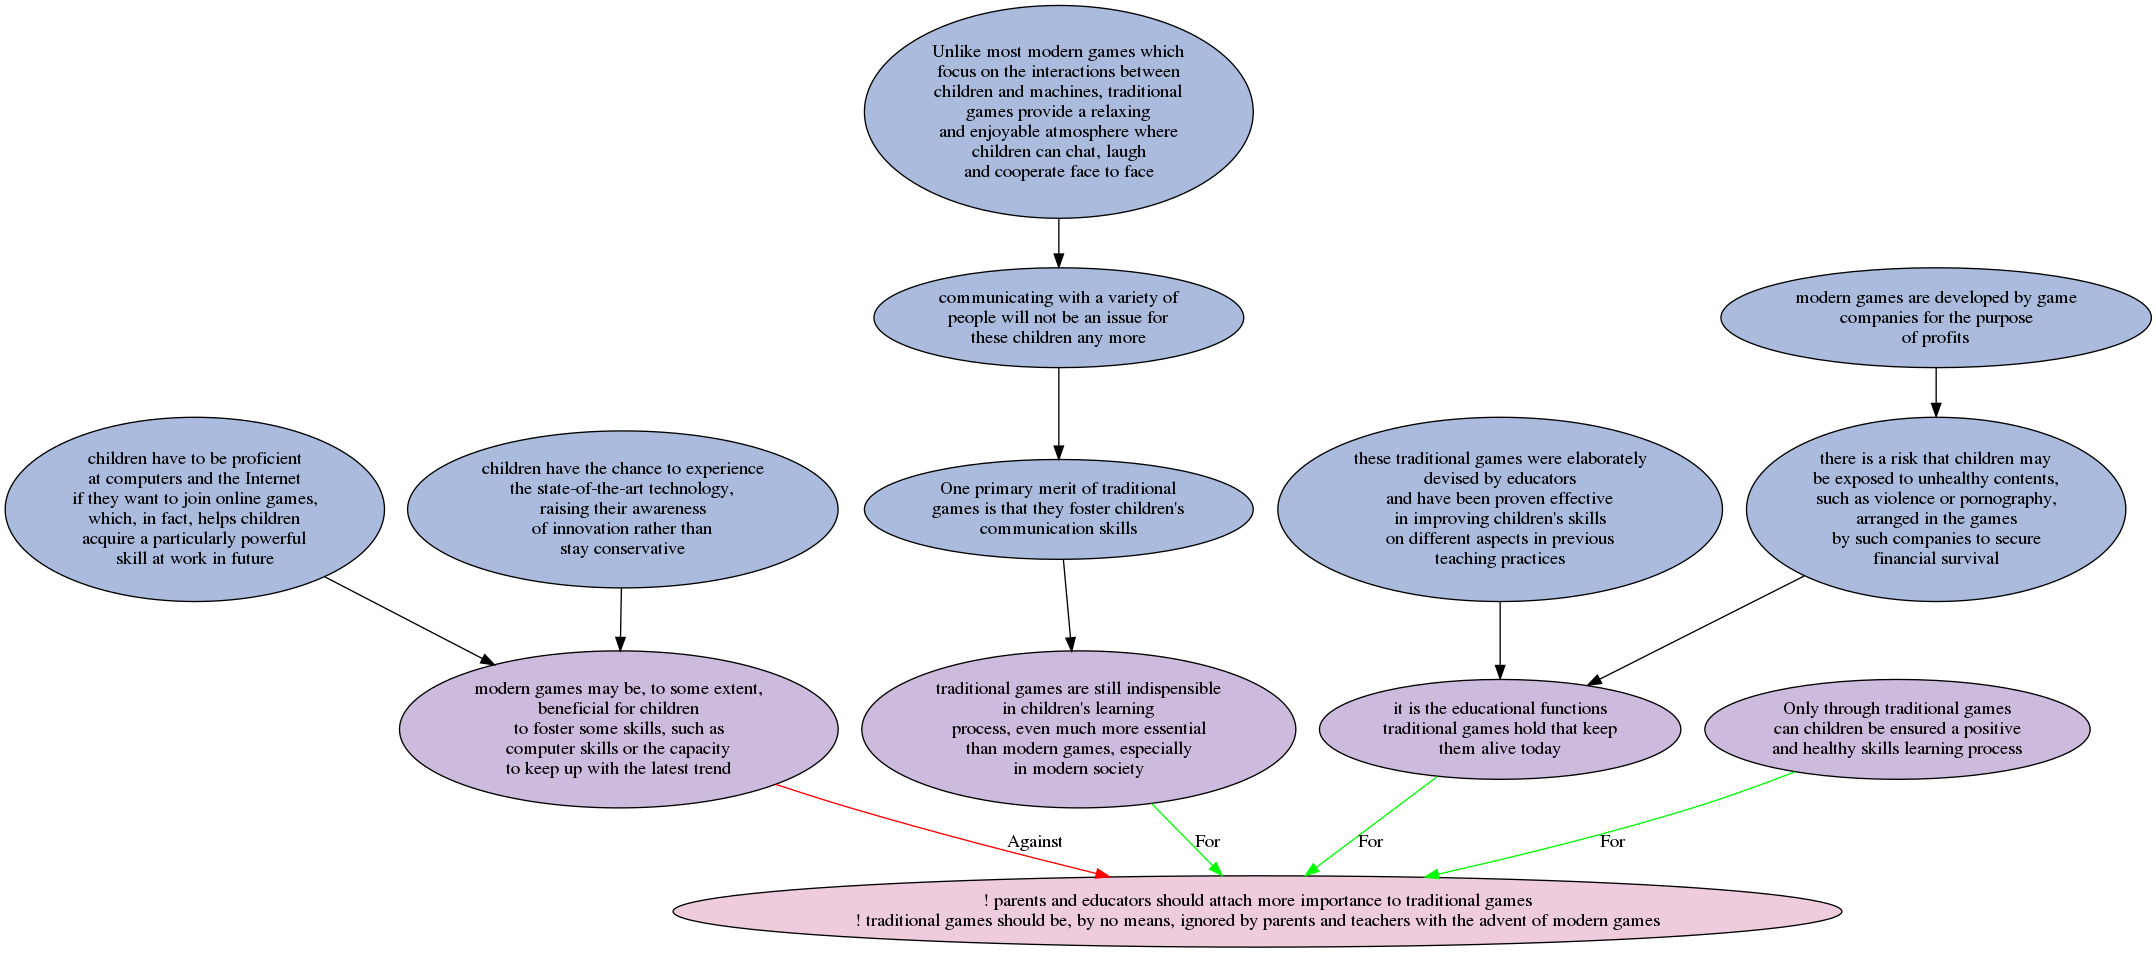 Unlike most modern games which
focus on the interactions between
children and machines, traditional
games provide a relaxing
and enjoyable atmosphere where
children can chat, laugh
and cooperate face to face
communicating with a variety of
people will not be an issue for
these children any more
modern games are developed by game
companies for the purpose
of profits
children have to be proficient
at computers and the Internet
if they want to join online games,
which, in fact, helps children
acquire a particularly powerful
skill at work in future
children have the chance to experience
the state-of-the-art technology,
raising their awareness
of innovation rather than
stay conservative
One primary merit of traditional
games is that they foster children's
communication skills
these traditional games were elaborately
devised by educators
and have been proven effective
in improving children's skills
on different aspects in previous
teaching practices
there is a risk that children may
be exposed to unhealthy contents,
such as violence or pornography,
arranged in the games
by such companies to secure
financial survival
modern games may be, to some extent,
beneficial for children
to foster some skills, such as
computer skills or the capacity
to keep up with the latest trend
traditional games are still indispensible
in children's learning
process, even much more essential
than modern games, especially
in modern society
it is the educational functions
traditional games hold that keep
them alive today
Only through traditional games
can children be ensured a positive
and healthy skills learning process
Against
For
For
For
! parents and educators should attach more importance to traditional games
! traditional games should be, by no means, ignored by parents and teachers with the advent of modern games